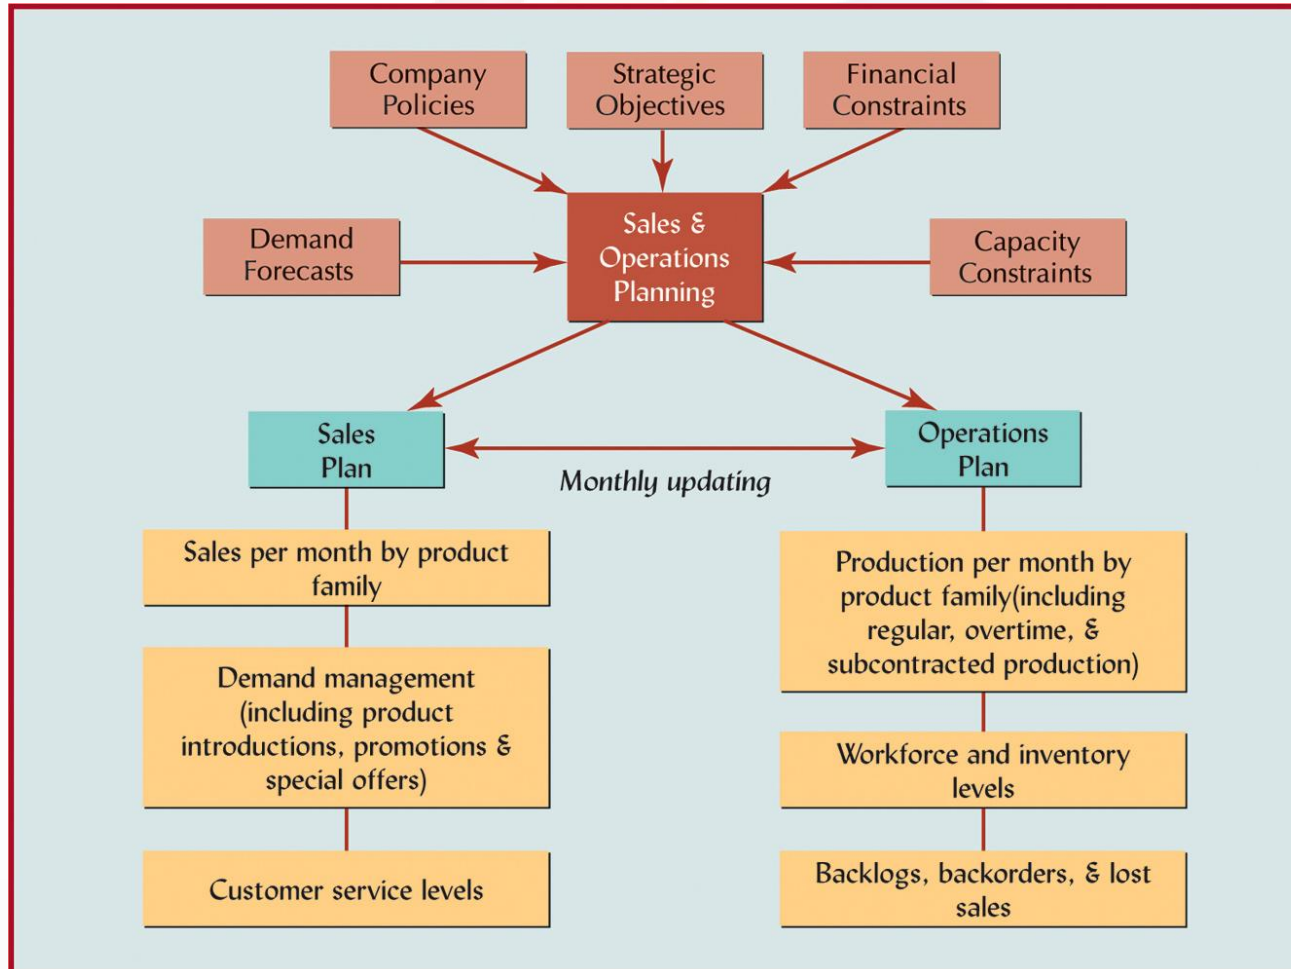 Company
Policies
Strategic
Objectives
Financial
Constraints
Demand
Forecasts
Sales &
Operations
Planning
Capacity
Constraints
Sales
Plan
Monthly updating
Operations
Plan
Sales per month by product
family
Demand management
(including product
introductions, promotions &
special offers)
Customer service levels
Production per month by
product family(including
regular, overtime, &
subcontracted production)
Workforce and inventory
levels
Backlogs, backorders, & lost
sales